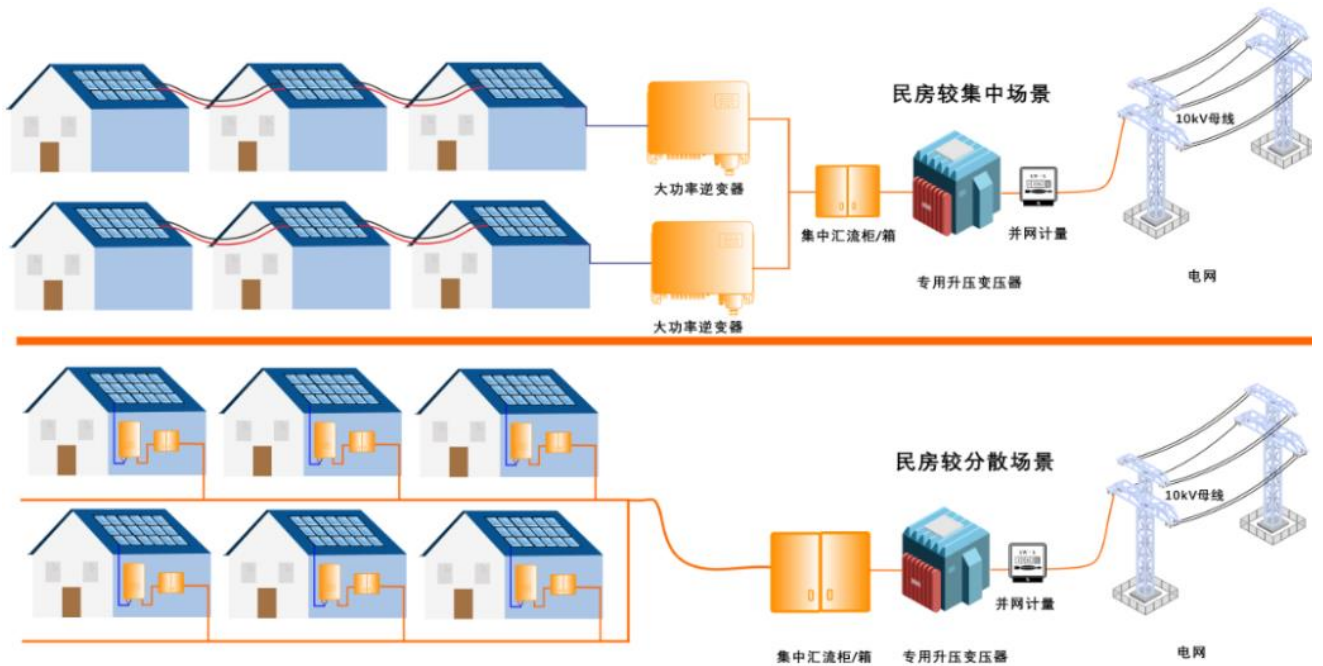 民房较集中场景
10kV母线
大功率逆变器
集中汇流柜/箱
并网计量
专用升压变压器
电网
大功率逆变器
民房较分散场景
10kV母线
并网计量
集中汇流柜/箱
专用升压变压器
电网